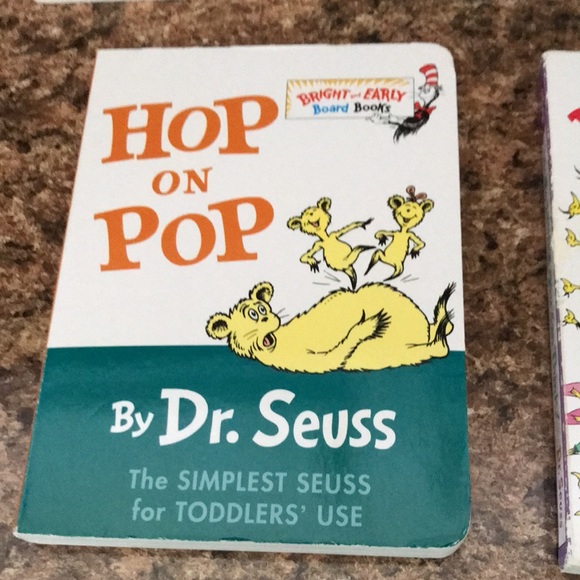 HOP
ON
POP
BRIGHT and EARLY
Board Books
By Dr. Seuss
The SIMPLEST SEUSS
for TODDLERS' USE